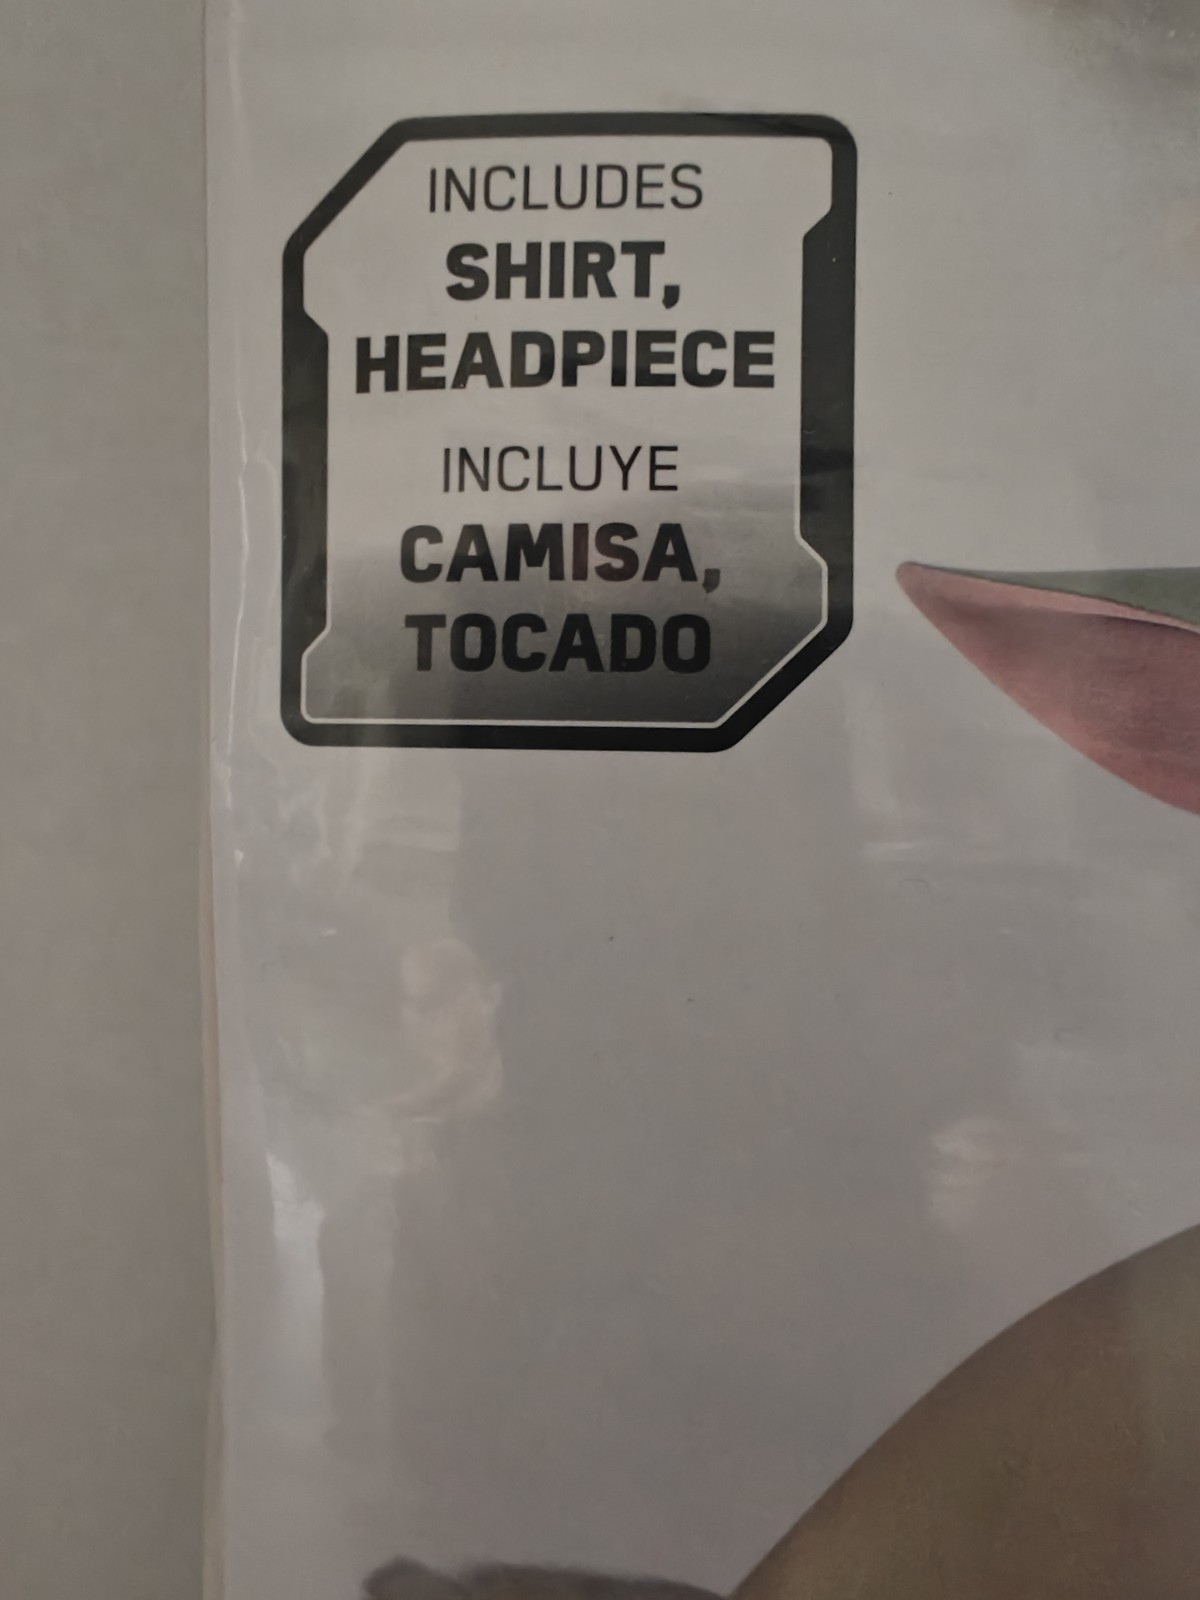 INCLUDES
SHIRT,
HEADPIECE
INCLUYE
CAMISA,
TOCADO